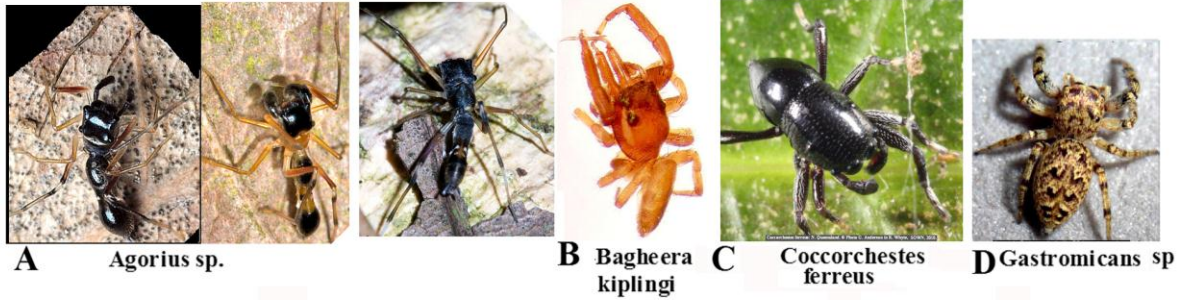 A
Agorius sp.
B
Bagheera
kiplingi
C
Coccorchestes
ferreus
D
Gastromicans sp